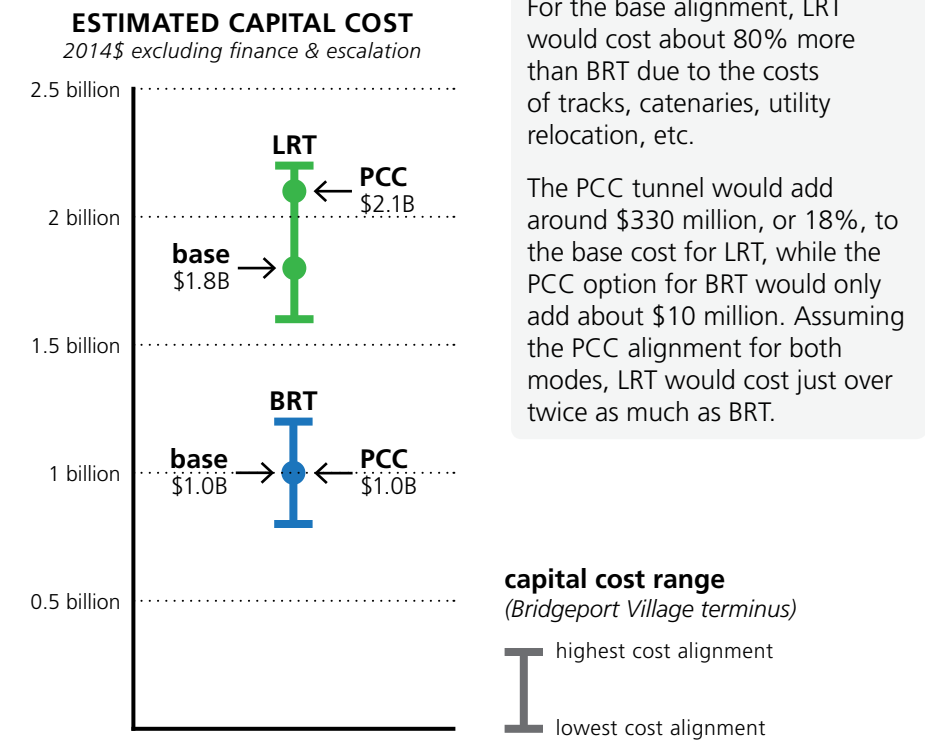 ESTIMATED CAPITAL COST
2014$ excluding finance & escalation
2.5 billion
LRT
PCC
$2.1B
2 billion
base
$1.8B
1.5 billion
BRT
base
$1.0B
PCC
$1.0B
1 billion
0.5 billion
For the base alignment, LRT
would cost about 80% more
than BRT due to the costs
of tracks, catenaries, utility
relocation, etc.
The PCC tunnel would add
around $330 million, or 18%, to
the base cost for LRT, while the
PCC option for BRT would only
add about $10 million. Assuming
the PCC alignment for both
modes, LRT would cost just over
twice as much as BRT.
capital cost range
(Bridgeport Village terminus)
highest cost alignment
lowest cost alignment